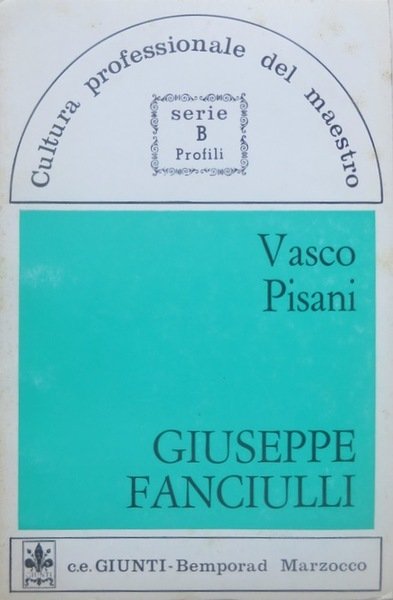 Cultura professionale del maestro
serie
B
Profili
Vasco
Pisani
GIUSEPPE
FANCIULLI
c.e. GIUNTI - Bemporad Marzocco